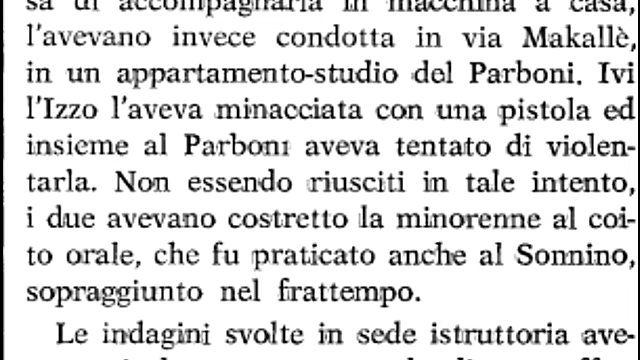 sa di accompagnarla in macchina a casa,
l'avevano invece condotta in via Makallè,
in un appartamento-studio del Parboni. Ivi
l'Izzo l'aveva minacciata con una pistola ed
insieme al Parboni aveva tentato di violen-
tarla. Non essendo riusciti in tale intento,
i due avevano costretto la minorenne al coi-
to orale, che fu praticato anche al Sonnino,
sopraggiunto nel frattempo.
Le indagini svolte in sede istruttoria ave-